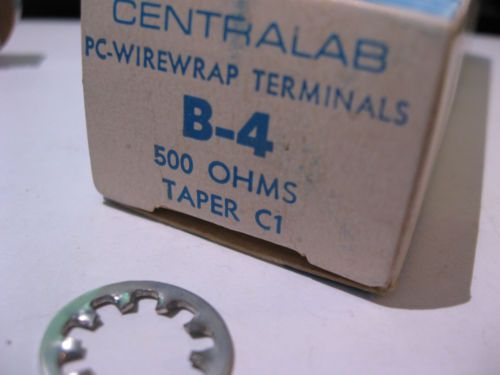 CENTRALAB
PC-WIREWRAP TERMINALS
B-4
500 OHMS
TAPER C1